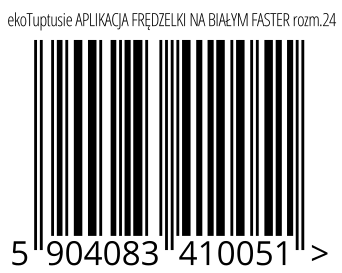 ekoTuptusie APLIKACJA FRĘDZELKI NA BIAŁYM FASTER rozm.24
5 904083 410051 >